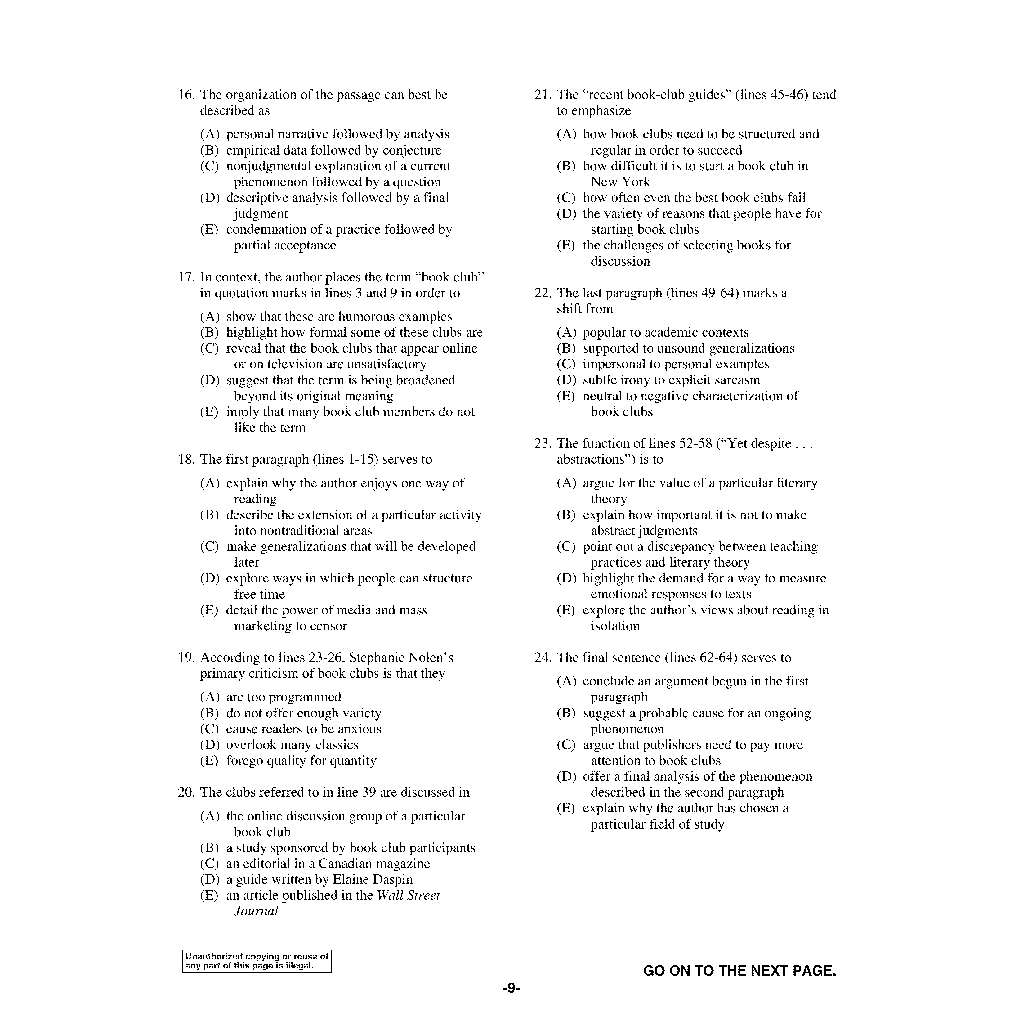 16. The organization of the passage can best be
described as
(A) personal narrative followed by analysis
(B) empirical data followed by conjecture
(C) nonjudgmental explanation of a current
phenomenon followed by a question
(D) descriptive analysis followed by a final
judgment
(E) condemnation of a practice followed by
partial acceptance
17. In context, the author places the term “book club”
in quotation marks in lines 3 and 9 in order to
(A) show that these are humorous examples
(B) highlight how formal some of these clubs are
(C) reveal that the book clubs that appear online
or on television are unsatisfactory
(D) suggest that the term is being broadened
beyond its original meaning
(E) imply that many book club members do not
like the term
18. The first paragraph (lines 1-15) serves to
(A) explain why the author enjoys one way of
reading
(B) describe the extension of a particular activity
into nontraditional areas
(C) make generalizations that will be developed
later
(D) explore ways in which people can structure
free time
(E) detail the power of media and mass
marketing to censor
19. According to lines 23-26, Stephanie Nolen’s
primary criticism of book clubs is that they
(A) are too programmed
(B) do not offer enough variety
(C) cause readers to be anxious
(D) overlook many classics
(E) forego quality for quantity
20. The clubs referred to in line 39 are discussed in
(A) the online discussion group of a particular
book club
(B) a study sponsored by book club participants
(C) an editorial in a Canadian magazine
(D) a guide written by Elaine Daspin
(E) an article published in the Wall Street
Journal
21. The “recent book-club guides” (lines 45-46) tend
to emphasize
(A) how book clubs need to be structured and
regular in order to succeed
(B) how difficult it is to start a book club in
New York
(C) how often even the best book clubs fail
(D) the variety of reasons that people have for
starting book clubs
(E) the challenges of selecting books for
discussion
22. The last paragraph (lines 49-64) marks a
shift from
(A) popular to academic contexts
(B) supported to unsound generalizations
(C) impersonal to personal examples
(D) subtle irony to explicit sarcasm
(E) neutral to negative characterization of
book clubs
23. The function of lines 52-58 (“Yet despite . . .
abstractions”) is to
(A) argue for the value of a particular literary
theory
(B) explain how important it is not to make
abstract judgments
(C) point out a discrepancy between teaching
practices and literary theory
(D) highlight the demand for a way to measure
emotional responses to texts
(E) explore the author’s views about reading in
isolation
24. The final sentence (lines 62-64) serves to
(A) conclude an argument begun in the first
paragraph
(B) suggest a probable cause for an ongoing
phenomenon
(C) argue that publishers need to pay more
attention to book clubs
(D) offer a final analysis of the phenomenon
described in the second paragraph
(E) explain why the author has chosen a
particular field of study
Unauthorized copying or reuse of
any part of this page is illegal.
GO ON TO THE NEXT PAGE.
-9-